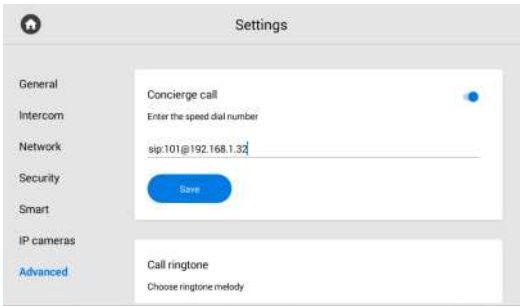 Settings
General
Intercom
Network
Security
Smart
IP cameras
Advanced
Concierge call
Enter the speed dial number
sip:101@192.168.1.32
Save
Call ringtone
Choose ringtone melody